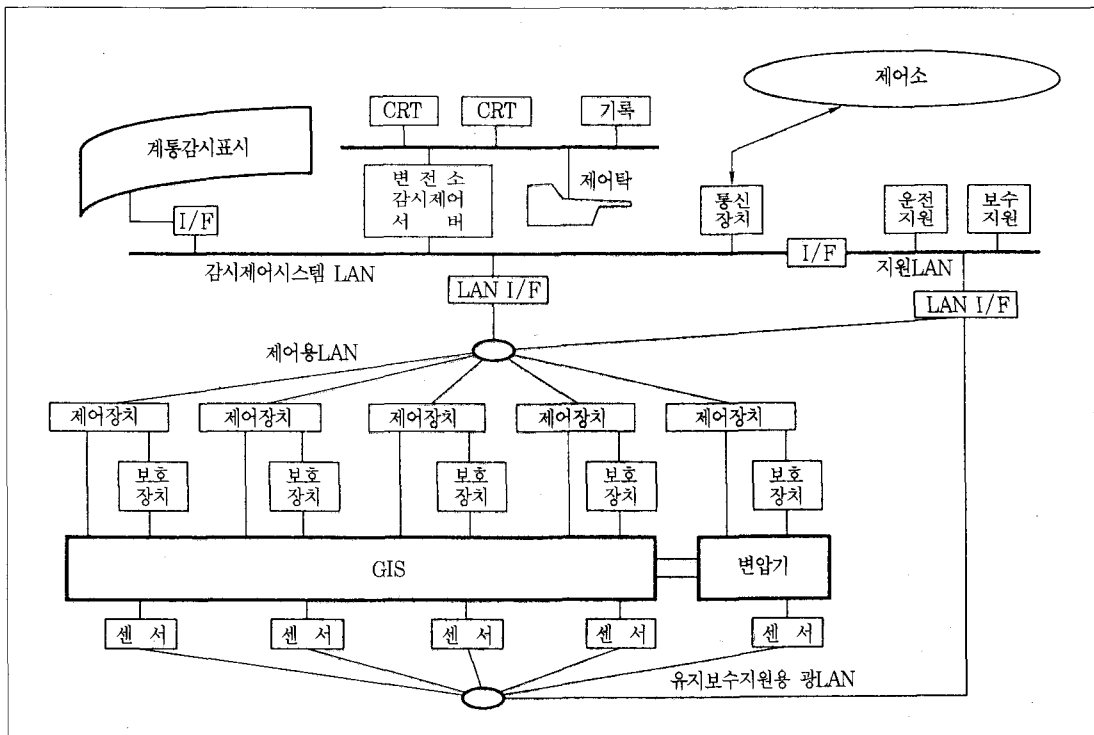 제어소
CRT
CRT
기록
계통감시표시
변 전 소
감시제어
서 버
제어탁
통신
장치
운전
지원
보수
지원
I/F
I/F
감시제어시스템 LAN
지원LAN
LAN I/F
LAN I/F
제어용LAN
제어장치
제어장치
제어장치
제어장치
제어장치
보호
장치
보호
장치
보호
장치
보호
장치
보호
장치
GIS
변압기
센 서
센 서
센 서
센 서
센 서
유지보수지원용 광LAN